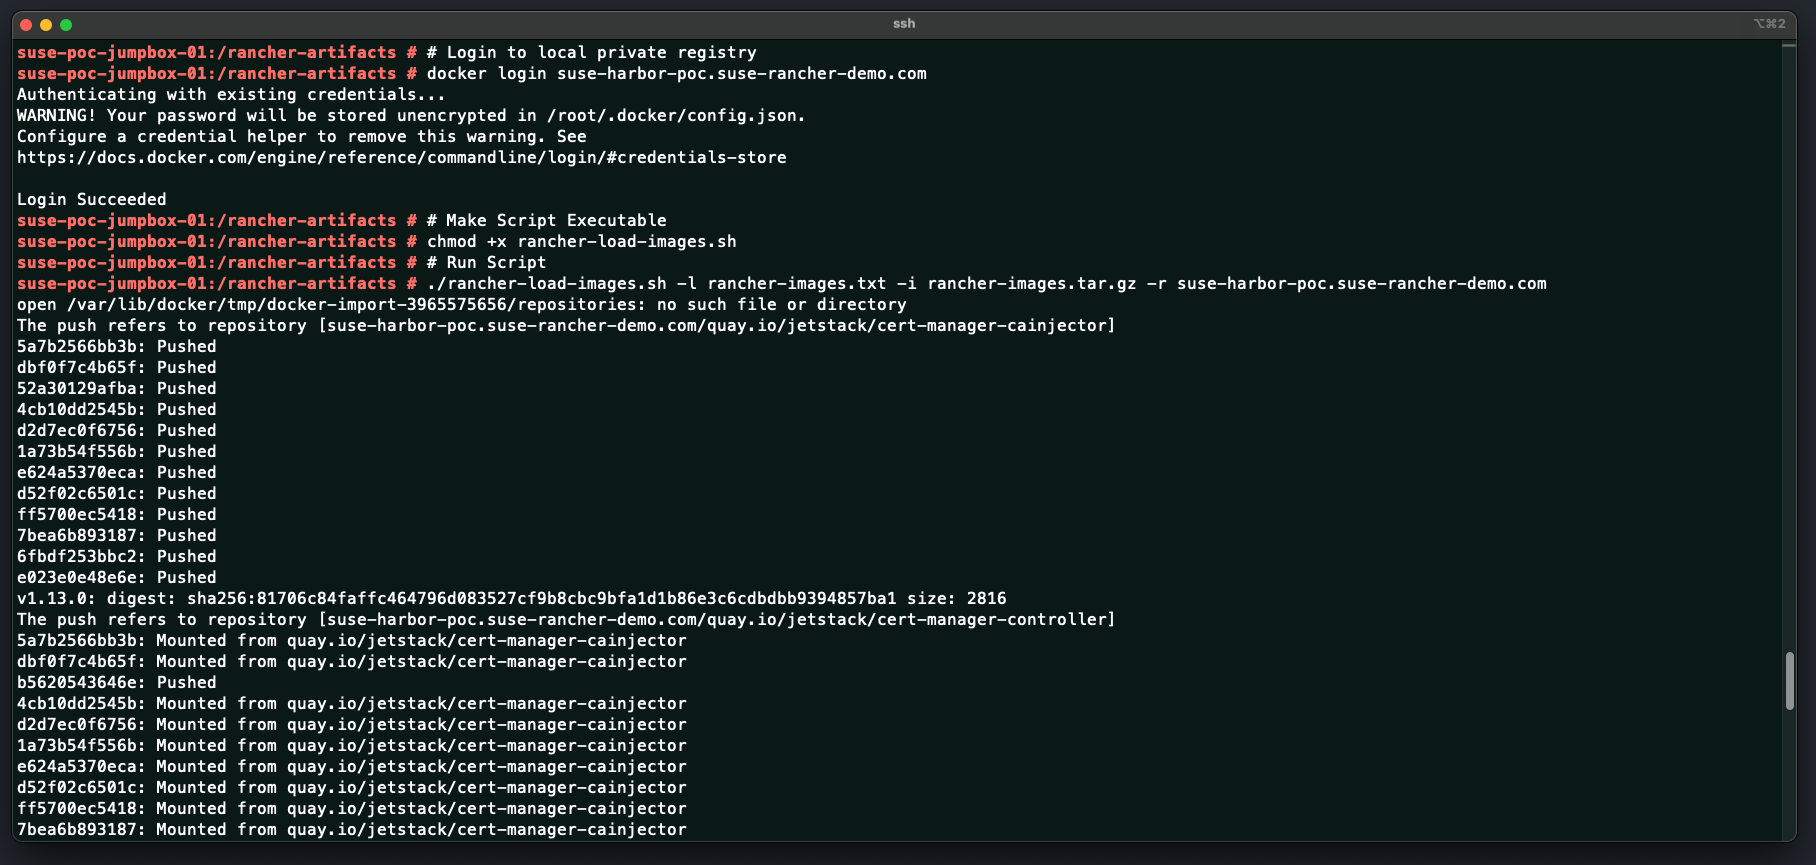 ssh
⌥⌘2
suse-poc-jumpbox-01:/rancher-artifacts # # Login to local private registry
suse-poc-jumpbox-01:/rancher-artifacts # docker login suse-harbor-poc.suse-rancher-demo.com
Authenticating with existing credentials...
WARNING! Your password will be stored unencrypted in /root/.docker/config.json.
Configure a credential helper to remove this warning. See
https://docs.docker.com/engine/reference/commandline/login/#credentials-store
Login Succeeded
suse-poc-jumpbox-01:/rancher-artifacts # # Make Script Executable
suse-poc-jumpbox-01:/rancher-artifacts # chmod +x rancher-load-images.sh
suse-poc-jumpbox-01:/rancher-artifacts # # Run Script
suse-poc-jumpbox-01:/rancher-artifacts # ./rancher-load-images.sh -l rancher-images.txt -i rancher-images.tar.gz -r suse-harbor-poc.suse-rancher-demo.com
open /var/lib/docker/tmp/docker-import-3965575656/repositories: no such file or directory
The push refers to repository [suse-harbor-poc.suse-rancher-demo.com/quay.io/jetstack/cert-manager-cainjector]
5a7b2566bb3b: Pushed
dbf0f7c4b65f: Pushed
52a30129afba: Pushed
4cb10dd2545b: Pushed
d2d7ec0f6756: Pushed
1a73b54f556b: Pushed
e624a5370eca: Pushed
d52f02c6501c: Pushed
ff5700ec5418: Pushed
7bea6b893187: Pushed
6fbdf253bbc2: Pushed
e023e0e48e6e: Pushed
v1.13.0: digest: sha256:81706c84faffc464796d083527cf9b8cbc9bfa1d1b86e3c6cdbdbb9394857ba1 size: 2816
The push refers to repository [suse-harbor-poc.suse-rancher-demo.com/quay.io/jetstack/cert-manager-controller]
5a7b2566bb3b: Mounted from quay.io/jetstack/cert-manager-cainjector
dbf0f7c4b65f: Mounted from quay.io/jetstack/cert-manager-cainjector
b5620543646e: Pushed
4cb10dd2545b: Mounted from quay.io/jetstack/cert-manager-cainjector
d2d7ec0f6756: Mounted from quay.io/jetstack/cert-manager-cainjector
1a73b54f556b: Mounted from quay.io/jetstack/cert-manager-cainjector
e624a5370eca: Mounted from quay.io/jetstack/cert-manager-cainjector
d52f02c6501c: Mounted from quay.io/jetstack/cert-manager-cainjector
ff5700ec5418: Mounted from quay.io/jetstack/cert-manager-cainjector
7bea6b893187: Mounted from quay.io/jetstack/cert-manager-cainjector